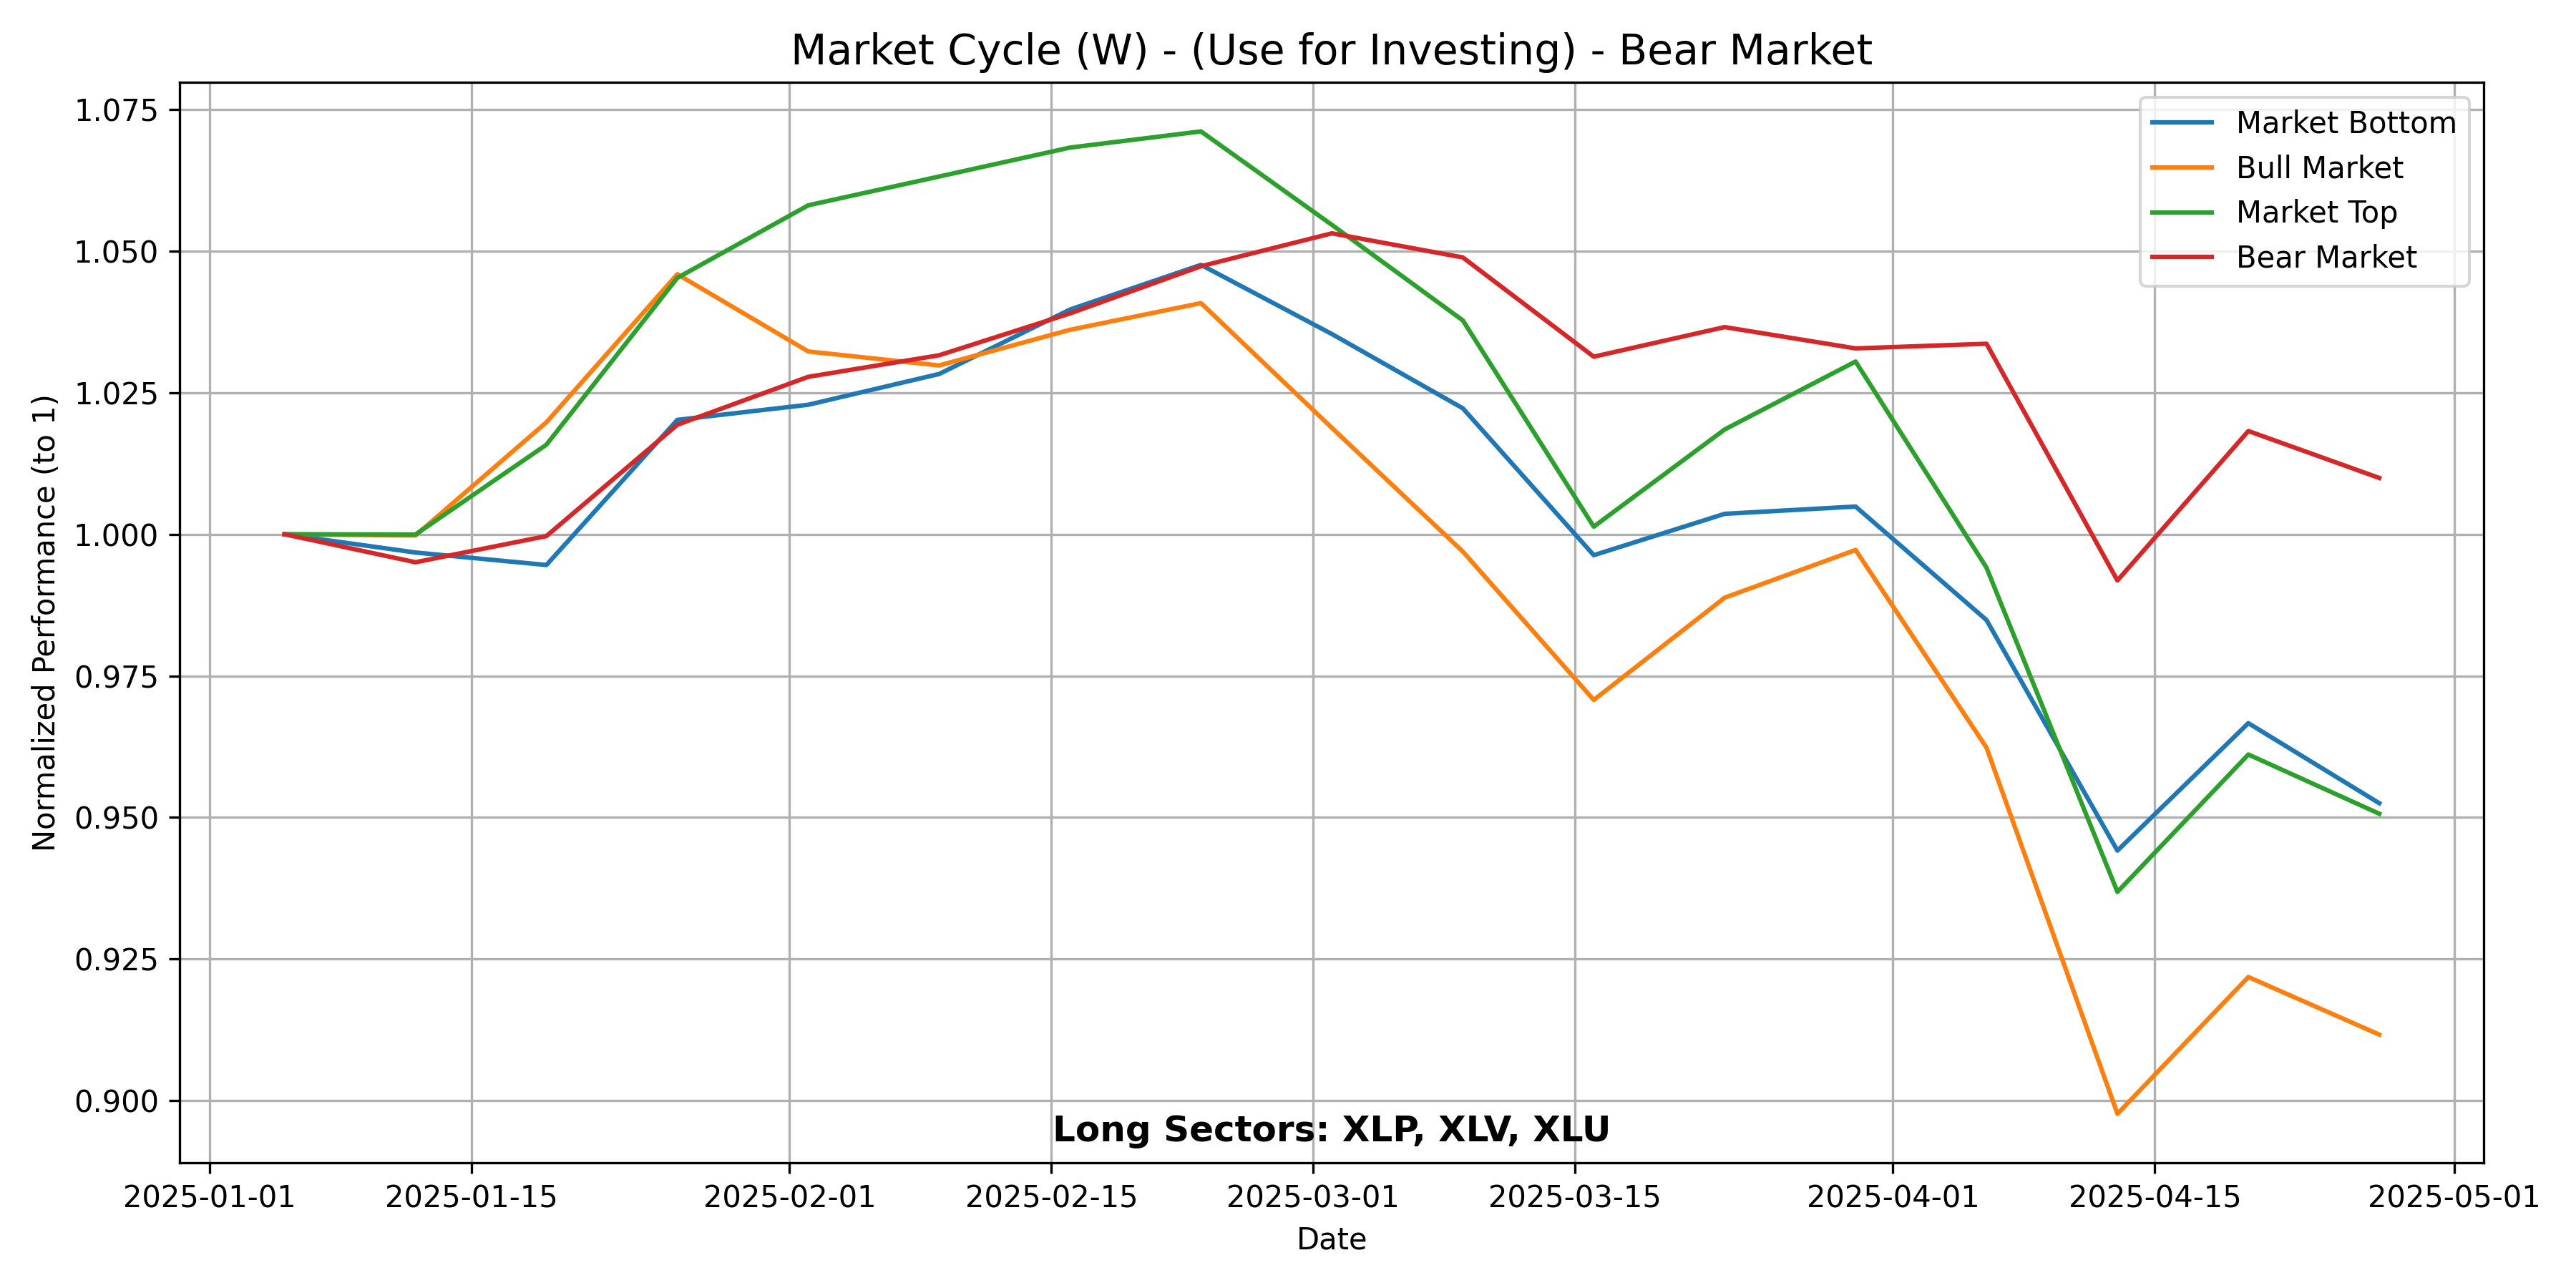 Market Cycle (W) - (Use for Investing) - Bear Market
1.075
1.050
1.025
1.000
0.975
0.950
0.925
0.900
Normalized Performance (to 1)
Market Bottom
Bull Market
Market Top
Bear Market
Long Sectors: XLP, XLV, XLU
2025-01-01 2025-01-15 2025-02-01 2025-02-15 2025-03-01 2025-03-15 2025-04-01 2025-04-15 2025-05-01
Date